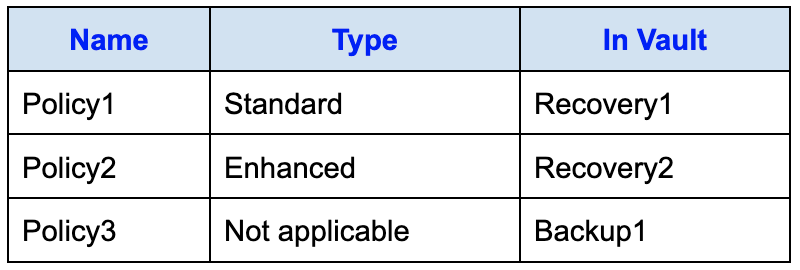 Name Type In Vault
Policy1 Standard Recovery1
Policy2 Enhanced Recovery2
Policy3 Not applicable Backup1